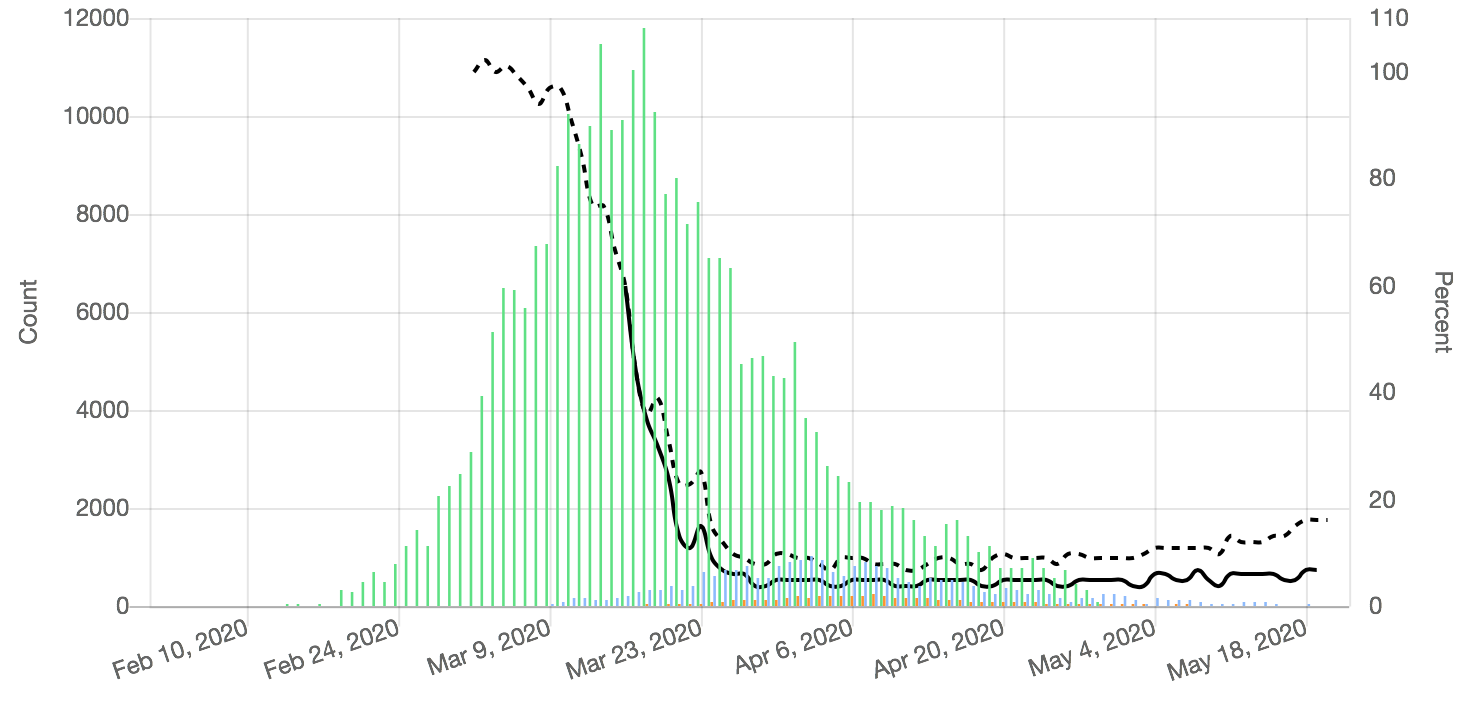 12000
10000
8000
6000
4000
2000
0
Count
110
100
80
60
40
20
0
Percent
Feb 10, 2020
Feb 24, 2020
Mar 9, 2020
Mar 23, 2020
Apr 6, 2020
Apr 20, 2020
May 4, 2020
May 18, 2020